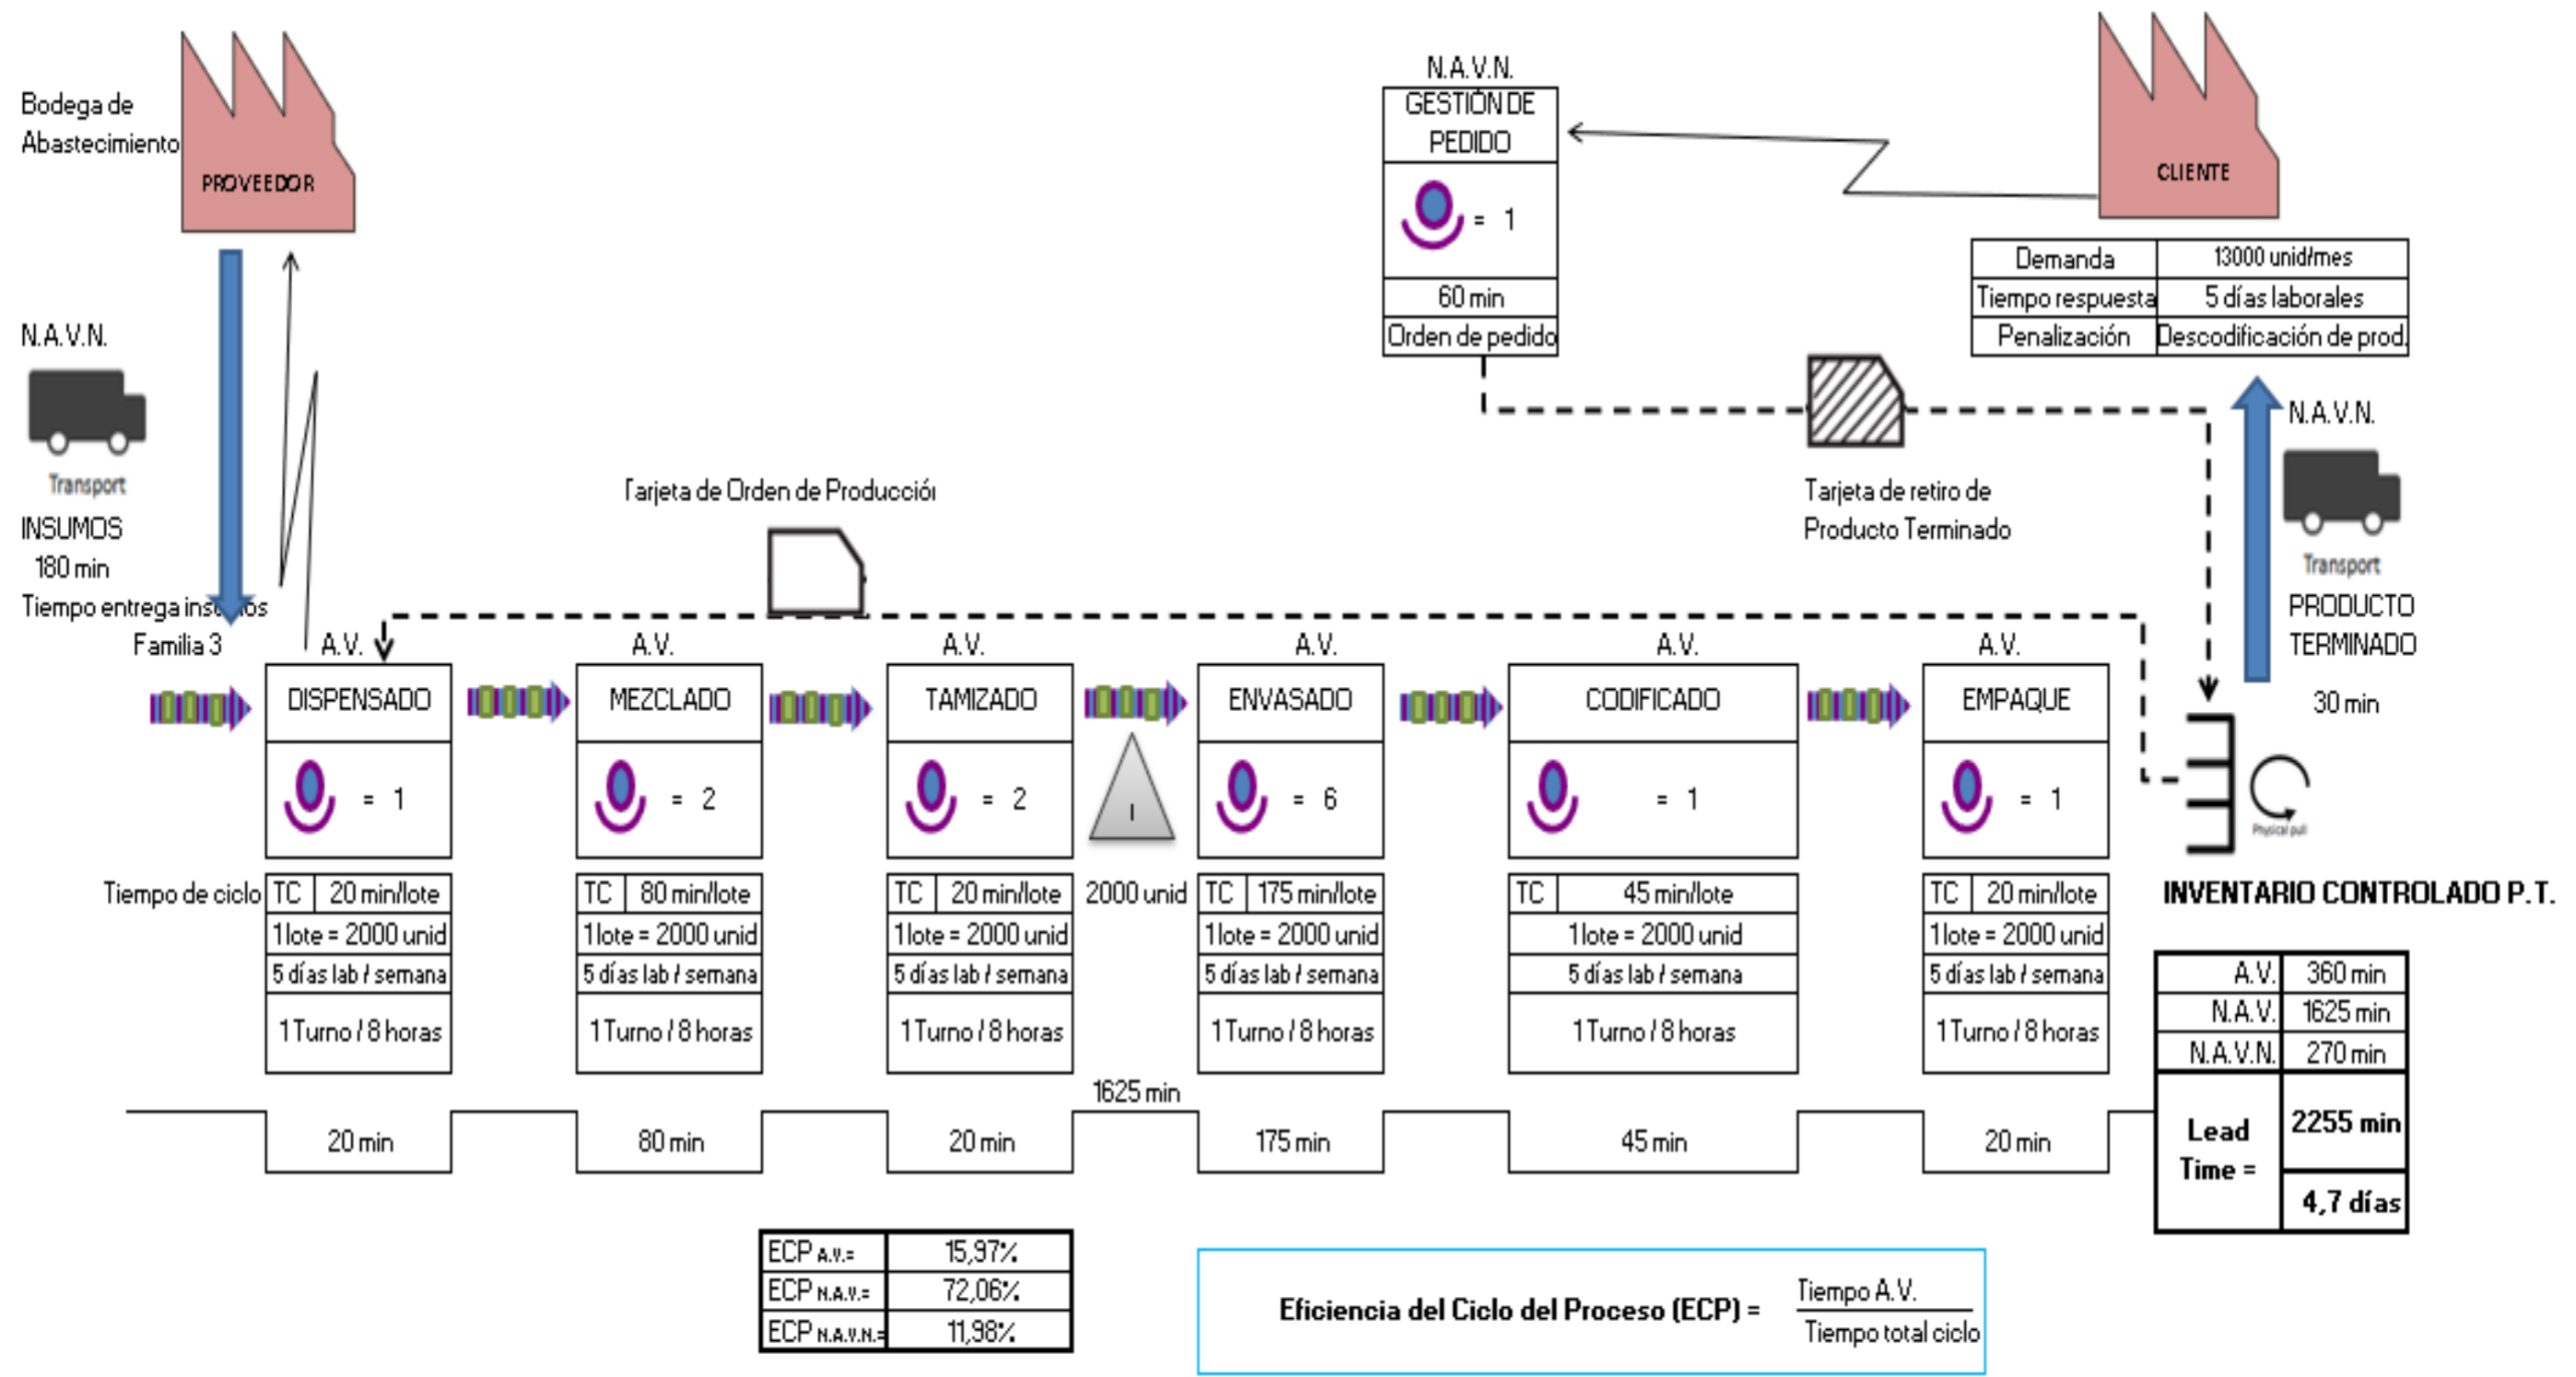 Bodega de
Abastecimiento
PROVEEDOR
N.A.V.N.
Transport
INSUMOS
180 min
Tiempo entrega insumos
Familia 3
N.A.V.N.
GESTIÓN DE
PEDIDO
= 1
60 min
Orden de pedido
CLIENTE
Demanda 13000 unid/mes
Tiempo respuesta 5 días laborales
Penalización Descodificación de prod.
N.A.V.N.
Transport
PRODUCTO
TERMINADO
30 min
Tarjeta de retiro de
Producto Terminado
Tarjeta de Orden de Producción
A.V. A.V. A.V. A.V. A.V. A.V.
DISPENSADO MEZCLADO TAMIZADO ENVASADO CODIFICADO EMPAQUE
= 1 = 2 = 2 I = 6 = 1 = 1
Physical pull
INVENTARIO CONTROLADO P.T.
Tiempo de ciclo TC 20 min/lote TC 80 min/lote TC 20 min/lote 2000 unid TC 175 min/lote TC 45 min/lote TC 20 min/lote
1 lote = 2000 unid 1 lote = 2000 unid 1 lote = 2000 unid 1 lote = 2000 unid 1 lote = 2000 unid 1 lote = 2000 unid
5 días lab / semana 5 días lab / semana 5 días lab / semana 5 días lab / semana 5 días lab / semana 5 días lab / semana
1 Turno / 8 horas 1 Turno / 8 horas 1 Turno / 8 horas 1 Turno / 8 horas 1 Turno / 8 horas 1 Turno / 8 horas
1625 min
20 min 80 min 20 min 175 min 45 min 20 min
A.V. 360 min
N.A.V. 1625 min
N.A.V.N. 270 min
Lead
Time =
2255 min
4,7 días
ECP A.V.= 15,97%
ECP N.A.V.= 72,06%
ECP N.A.V.N.= 11,98%
Eficiencia del Ciclo del Proceso (ECP) =
Tiempo A.V.
Tiempo total ciclo